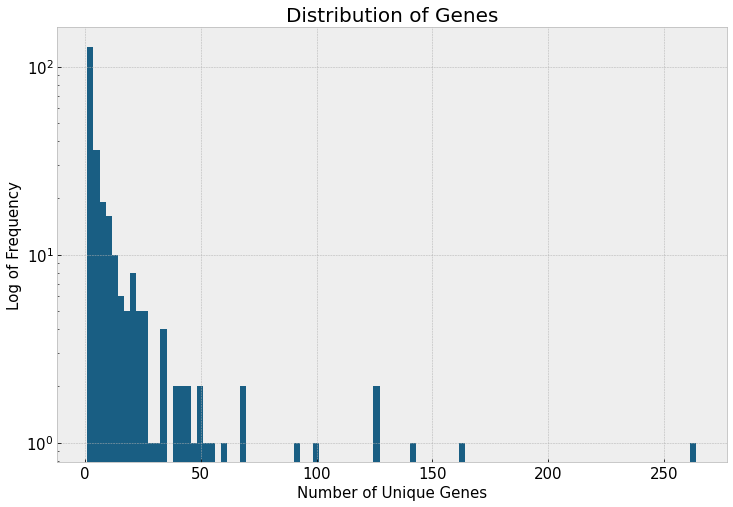 Distribution of Genes
10²
10¹
10⁰
Log of Frequency
0 50 100 150 200 250
Number of Unique Genes